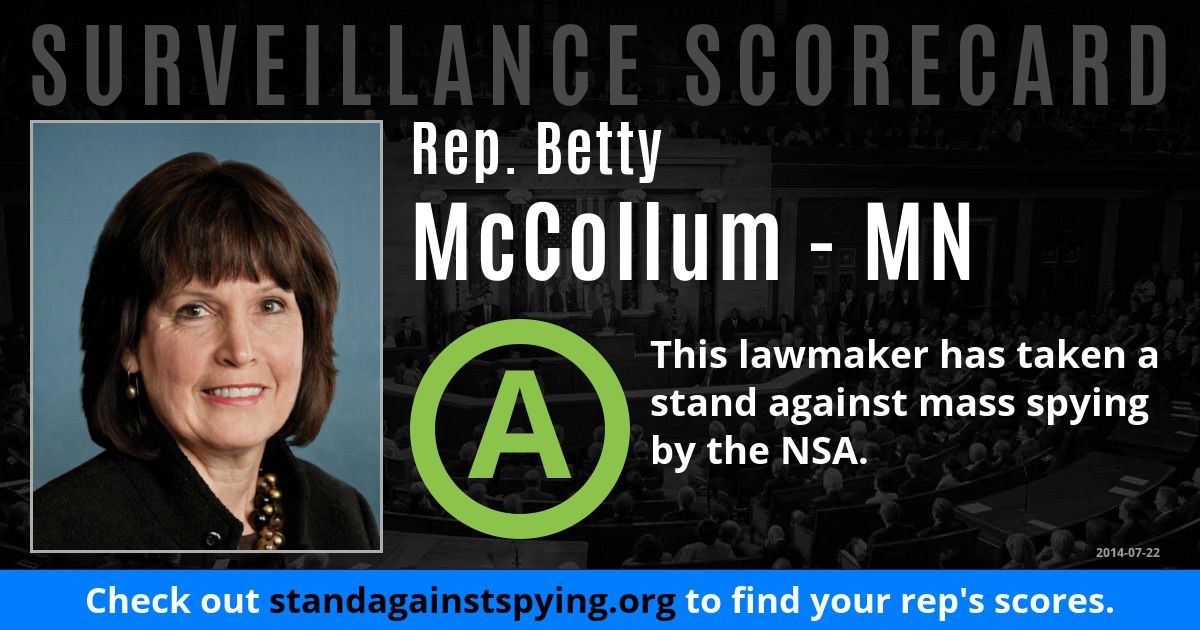 SURVEILLANCE SCORECARD
Rep. Betty
McCollum - MN
A
This lawmaker has taken a
stand against mass spying
by the NSA.
2014-07-22
Check out standagainstspying.org to find your rep's scores.